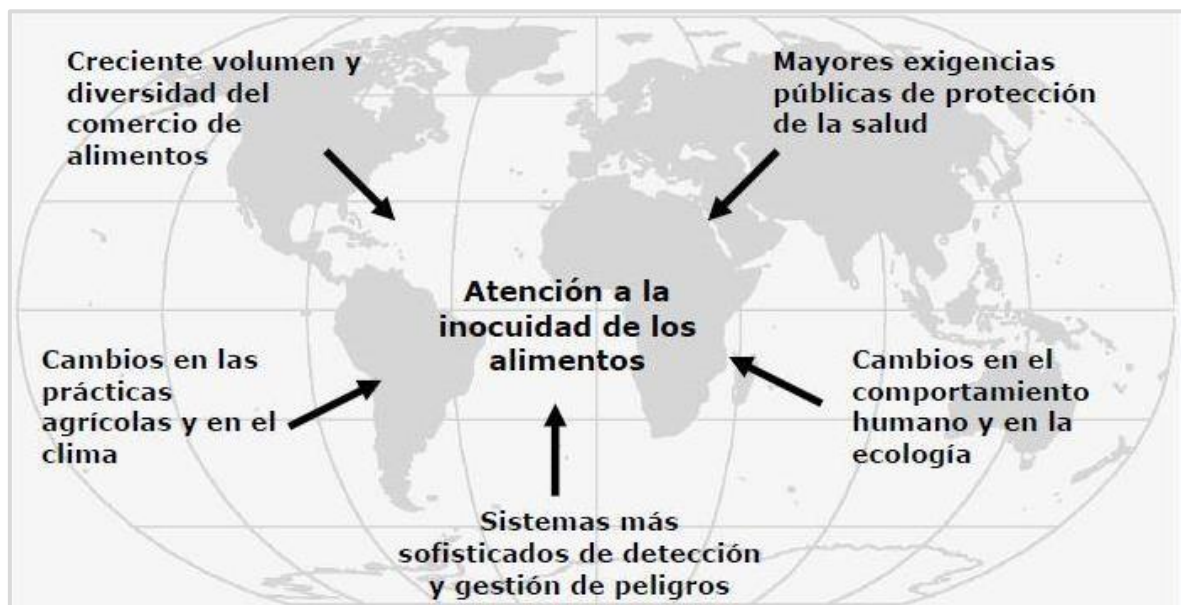 Creciente volumen y
diversidad del
comercio de
alimentos
Mayores exigencias
públicas de protección
de la salud
Atención a la
inocuidad de los
alimentos
Cambios en las
prácticas
agrícolas y en el
clima
Cambios en el
comportamiento
humano y en la
ecología
Sistemas más
sofisticados de detección
y gestión de peligros